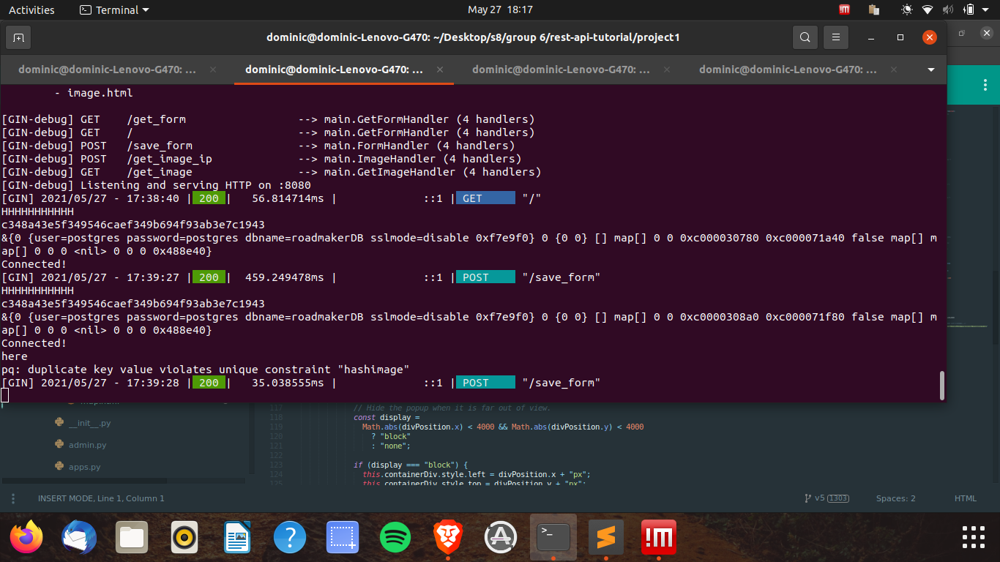 Activities
Terminal
May 27 18:17
dominic@dominic-Lenovo-G470: ~/Desktop/s8/group 6/rest-api-tutorial/project1
dominic@dominic-Lenovo-G470: ...
dominic@dominic-Lenovo-G470: ...
dominic@dominic-Lenovo-G470: ...
dominic@dominic-Lenovo-G470: ...
- image.html
[GIN-debug] GET /get_form --> main.GetFormHandler (4 handlers)
[GIN-debug] GET / --> main.GetFormHandler (4 handlers)
[GIN-debug] POST /save_form --> main.FormHandler (4 handlers)
[GIN-debug] POST /get_image_ip --> main.ImageHandler (4 handlers)
[GIN-debug] GET /get_image --> main.GetImageHandler (4 handlers)
[GIN-debug] Listening and serving HTTP on :8080
[GIN] 2021/05/27 - 17:38:40 | 200 | 56.814714ms | ::1 | GET "/"
HHHHHHHHHHH
c348a43e5f349546caef349b694f93ab3e7c1943
&{0 {user=postgres password=postgres dbname=roadmakerDB sslmode=disable 0xf7e9f0} 0 {0 0} [] map[] 0 0 0xc000030780 0xc000071a40 false map[] m
ap[] 0 0 0 <nil> 0 0 0 0x488e40}
Connected!
[GIN] 2021/05/27 - 17:39:27 | 200 | 459.249478ms | ::1 | POST "/save_form"
HHHHHHHHHHH
c348a43e5f349546caef349b694f93ab3e7c1943
&{0 {user=postgres password=postgres dbname=roadmakerDB sslmode=disable 0xf7e9f0} 0 {0 0} [] map[] 0 0 0xc0000308a0 0xc000071f80 false map[] m
ap[] 0 0 0 <nil> 0 0 0 0x488e40}
Connected!
here
pq: duplicate key value violates unique constraint "hashimage"
[GIN] 2021/05/27 - 17:39:28 | 200 | 35.038555ms | ::1 | POST "/save_form"
__init__.py
admin.py
apps.py
117 // Hide the popup when it is far out of view.
118 const display =
119 Math.abs(divPosition.x) < 4000 && Math.abs(divPosition.y) < 4000
120 ? "block"
121 : "none";
122
123 if (display === "block") {
124 this.containerDiv.style.left = divPosition.x + "px";
125 this.containerDiv.style.top = divPosition.y + "px";
INSERT MODE, Line 1, Column 1
v5 1303
Spaces: 2
HTML